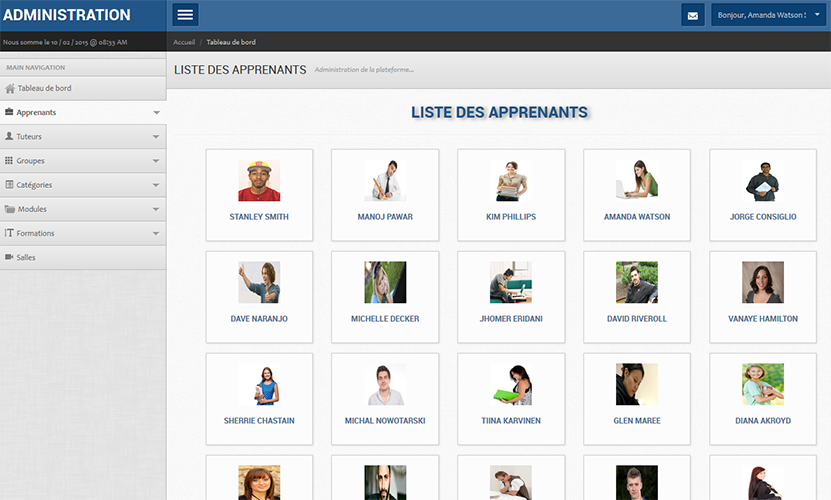 ADMINISTRATION
Bonjour, Amanda Watson !
Nous somme le 10 / 02 / 2015 @ 08:33 AM
Accueil / Tableau de bord
MAIN NAVIGATION
LISTE DES APPRENANTS Administration de la plateforme...
Tableau de bord
Apprenants
Tuteurs
Groupes
Catégories
Modules
Formations
Salles
LISTE DES APPRENANTS
STANLEY SMITH
MANOJ PAWAR
KIM PHILLIPS
AMANDA WATSON
JORGE CONSIGLIO
DAVE NARANJO
MICHELLE DECKER
JHOMER ERIDANI
DAVID RIVEROLL
VANAYE HAMILTON
SHERRIE CHASTAIN
MICHAL NOWOTARSKI
TIINA KARVINEN
GLEN MAREE
DIANA AKROYD